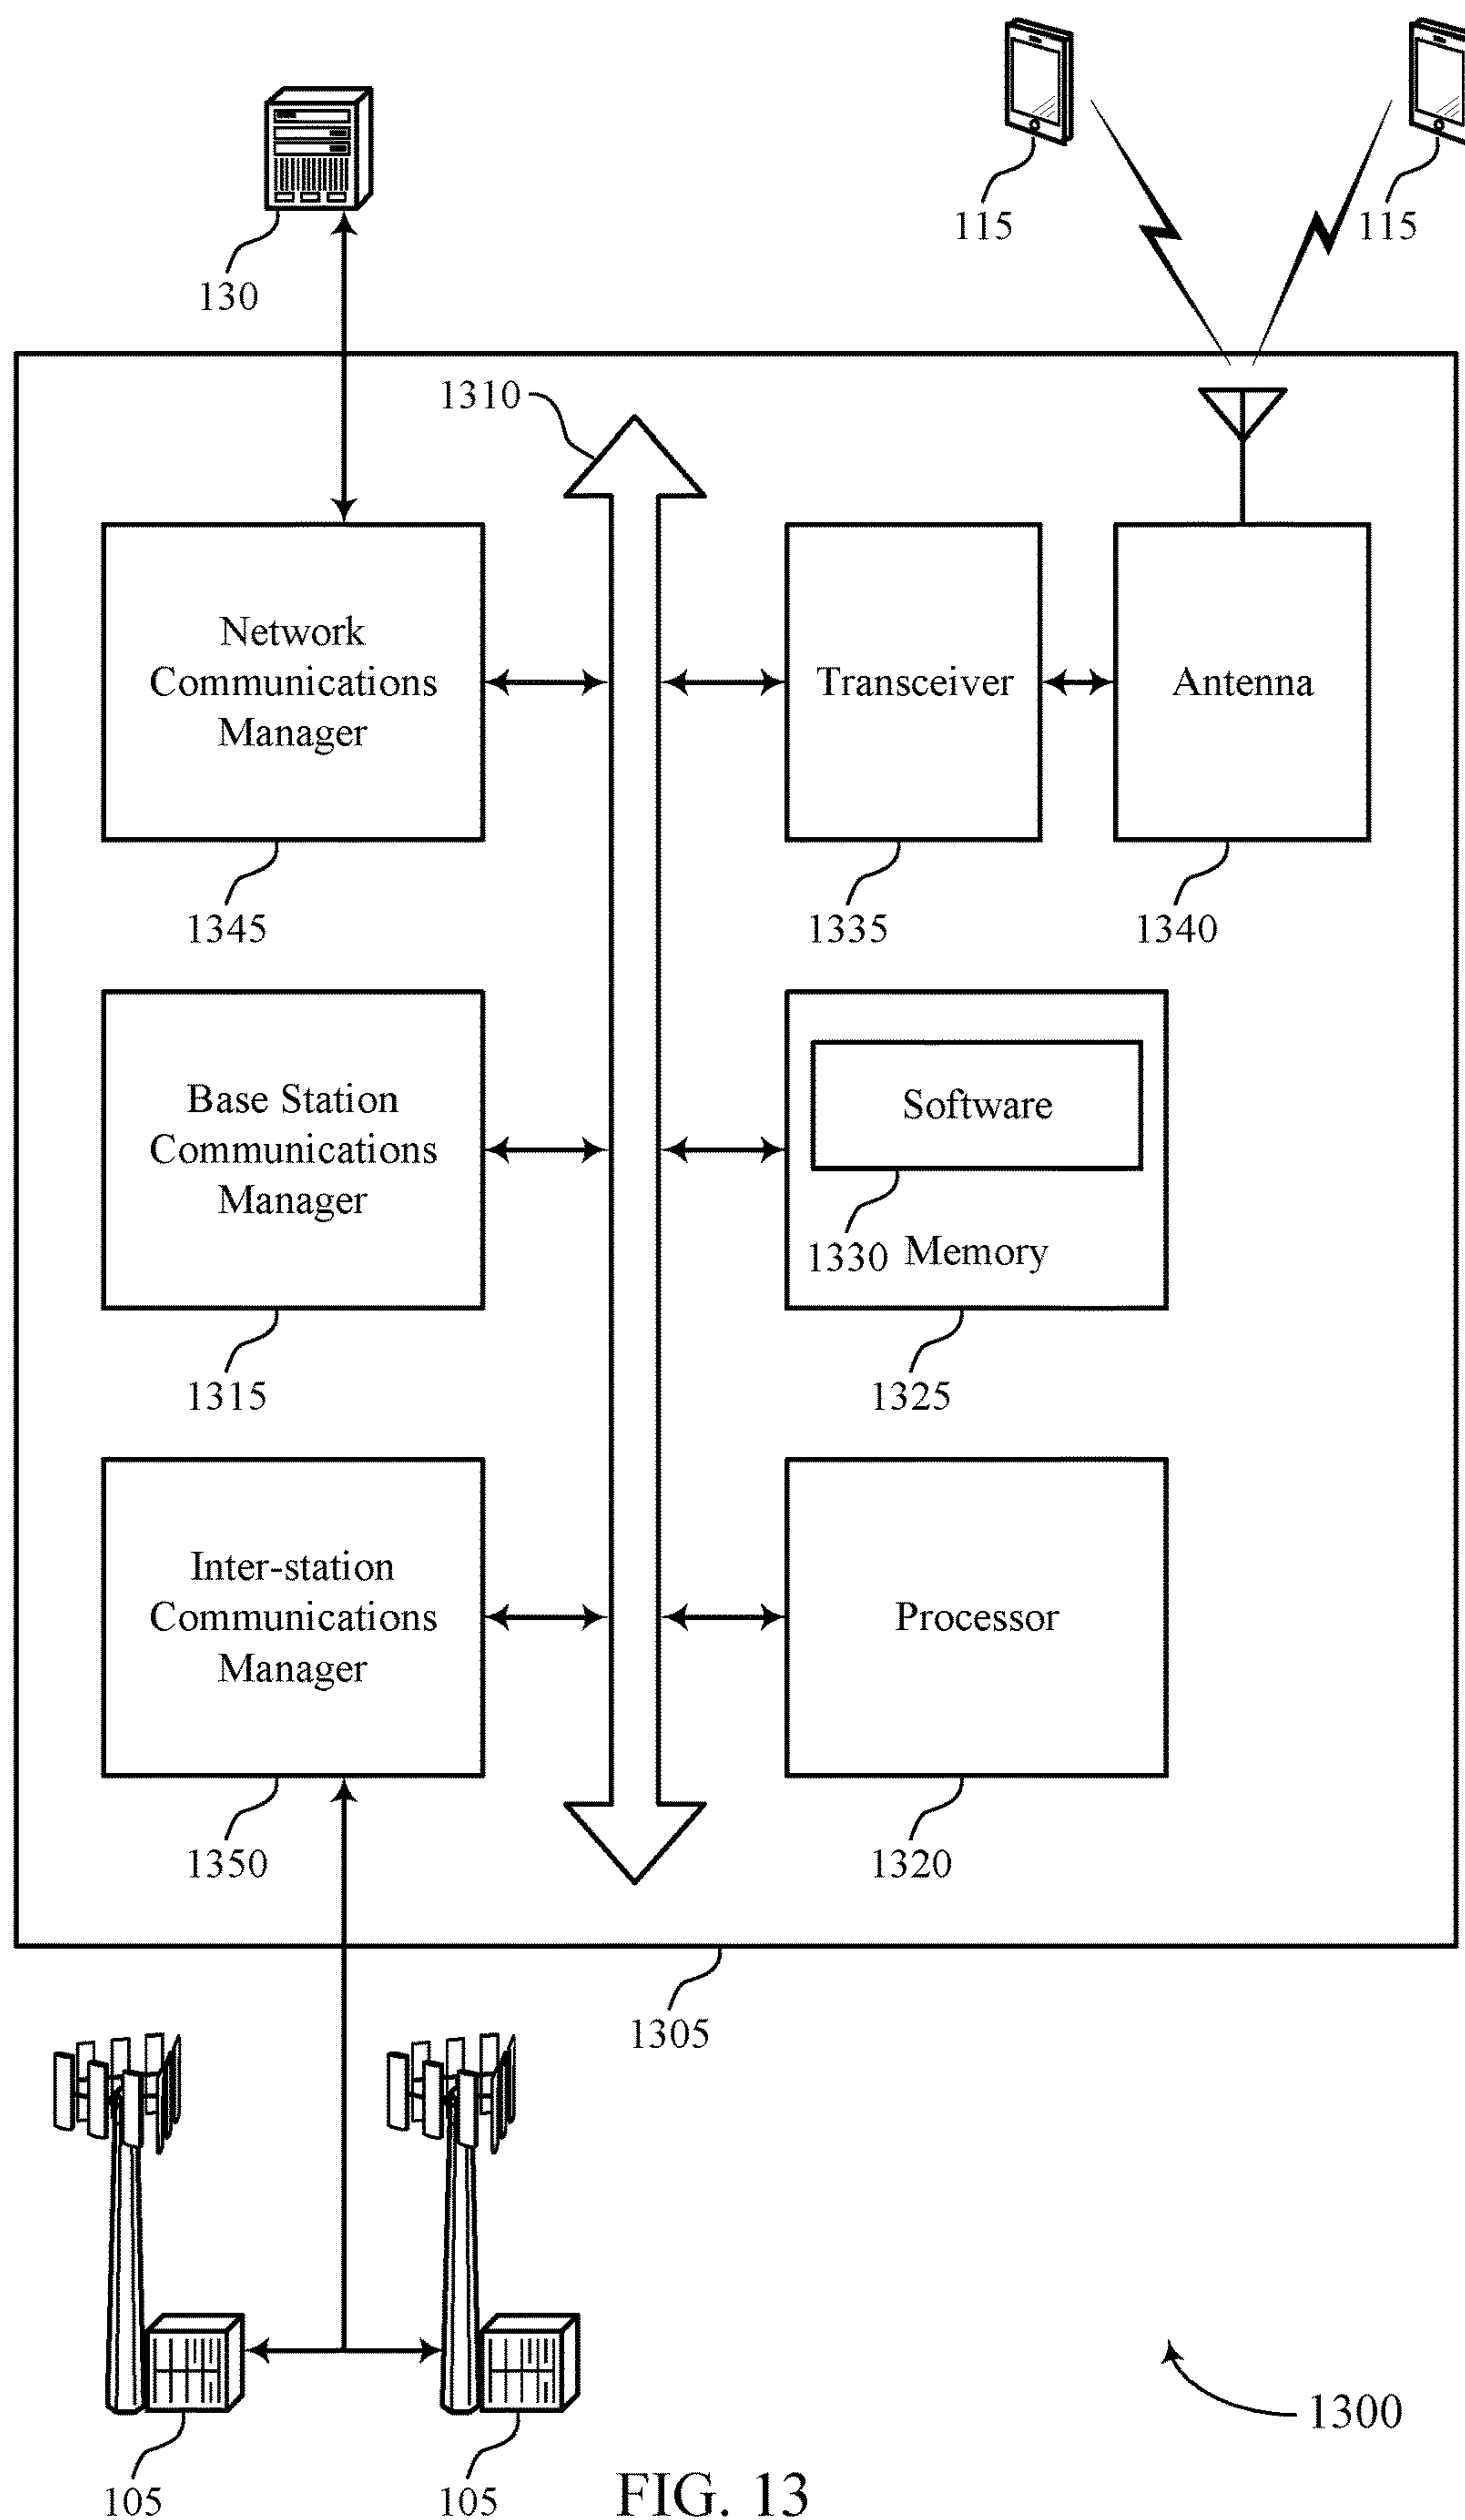 115
115
130
1310
Network
Communications
Manager
Transceiver
Antenna
1345
1335
1340
Base Station
Communications
Manager
Software
1330
Memory
1315
1325
Inter-station
Communications
Manager
Processor
1350
1320
1305
1300
105
105
FIG. 13